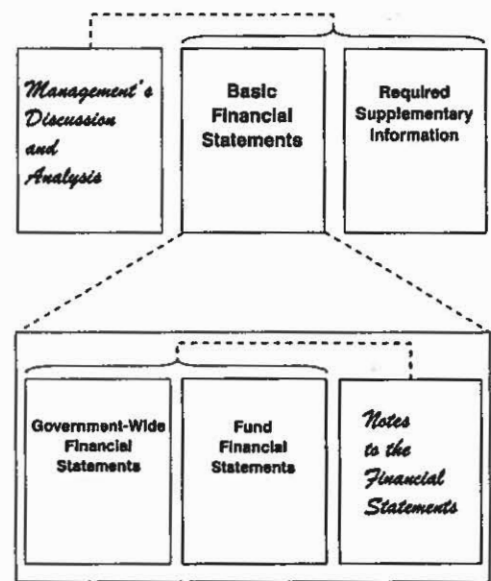 Management's
Discussion
and
Analysis
Basic
Financial
Statements
Required
Supplementary
Information
Government-Wide
Financial
Statements
Fund
Financial
Statements
Notes
to the
Financial
Statements